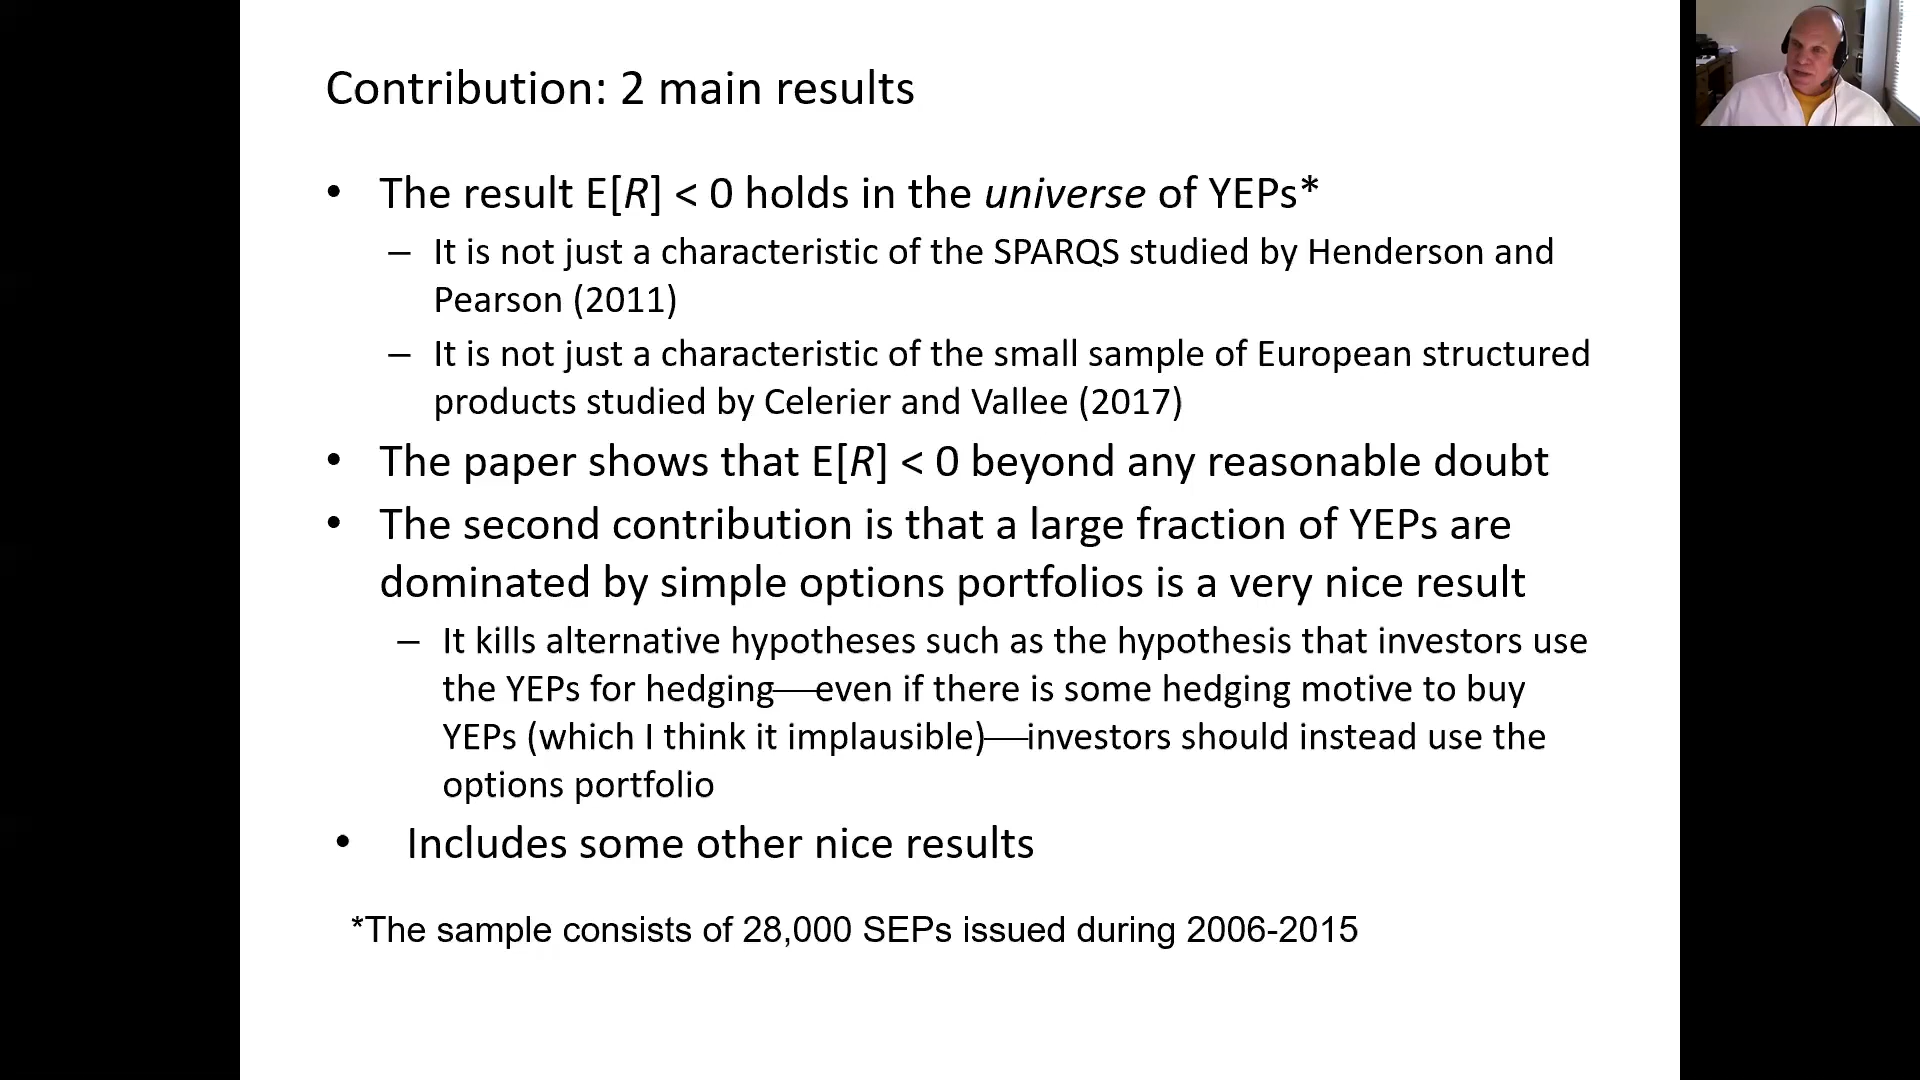 Contribution: 2 main results
• The result E[R] < 0 holds in the universe of YEPs*
– It is not just a characteristic of the SPARQS studied by Henderson and
Pearson (2011)
– It is not just a characteristic of the small sample of European structured
products studied by Celerier and Vallee (2017)
• The paper shows that E[R] < 0 beyond any reasonable doubt
• The second contribution is that a large fraction of YEPs are
dominated by simple options portfolios is a very nice result
– It kills alternative hypotheses such as the hypothesis that investors use
the YEPs for hedging—even if there is some hedging motive to buy
YEPs (which I think it implausible)—investors should instead use the
options portfolio
• Includes some other nice results
*The sample consists of 28,000 SEPs issued during 2006-2015